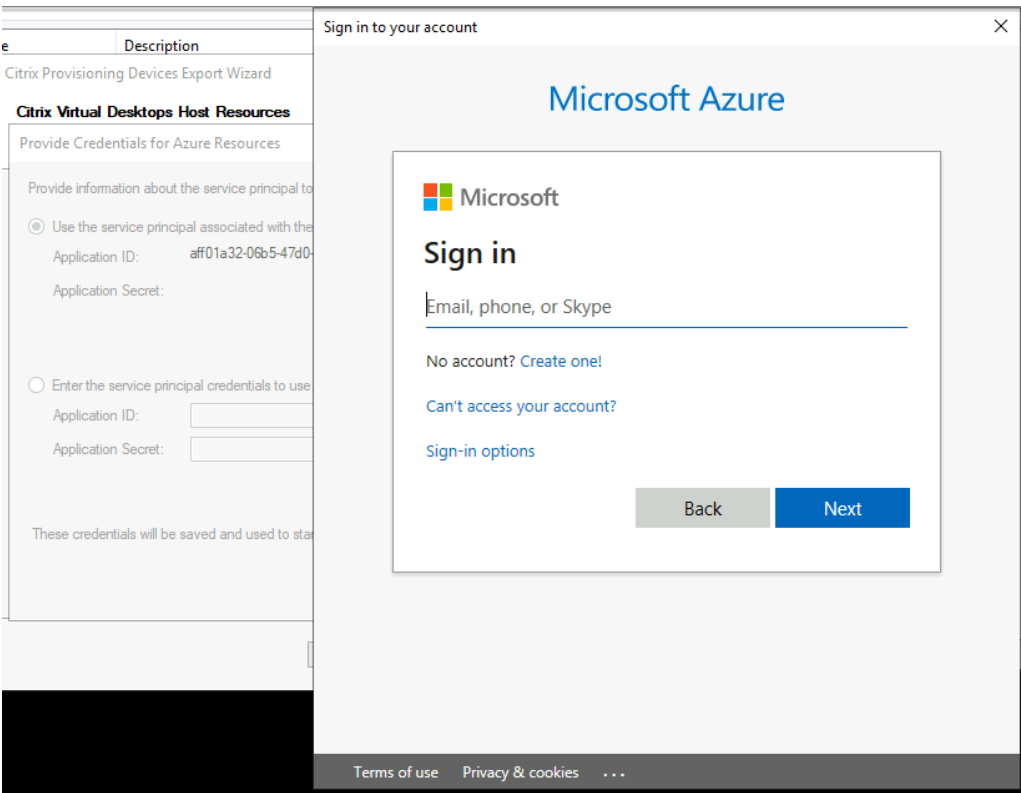 e
Description
Citrix Provisioning Devices Export Wizard
Citrix Virtual Desktops Host Resources
Provide Credentials for Azure Resources
Provide information about the service principal to
Use the service principal associated with the
Application ID: aff01a32-06b5-47d0-
Application Secret:
Enter the service principal credentials to use
Application ID:
Application Secret:
These credentials will be saved and used to star
Sign in to your account
Microsoft Azure
Microsoft
Sign in
Email, phone, or Skype
No account? Create one!
Can't access your account?
Sign-in options
Back
Next
Terms of use Privacy & cookies ...